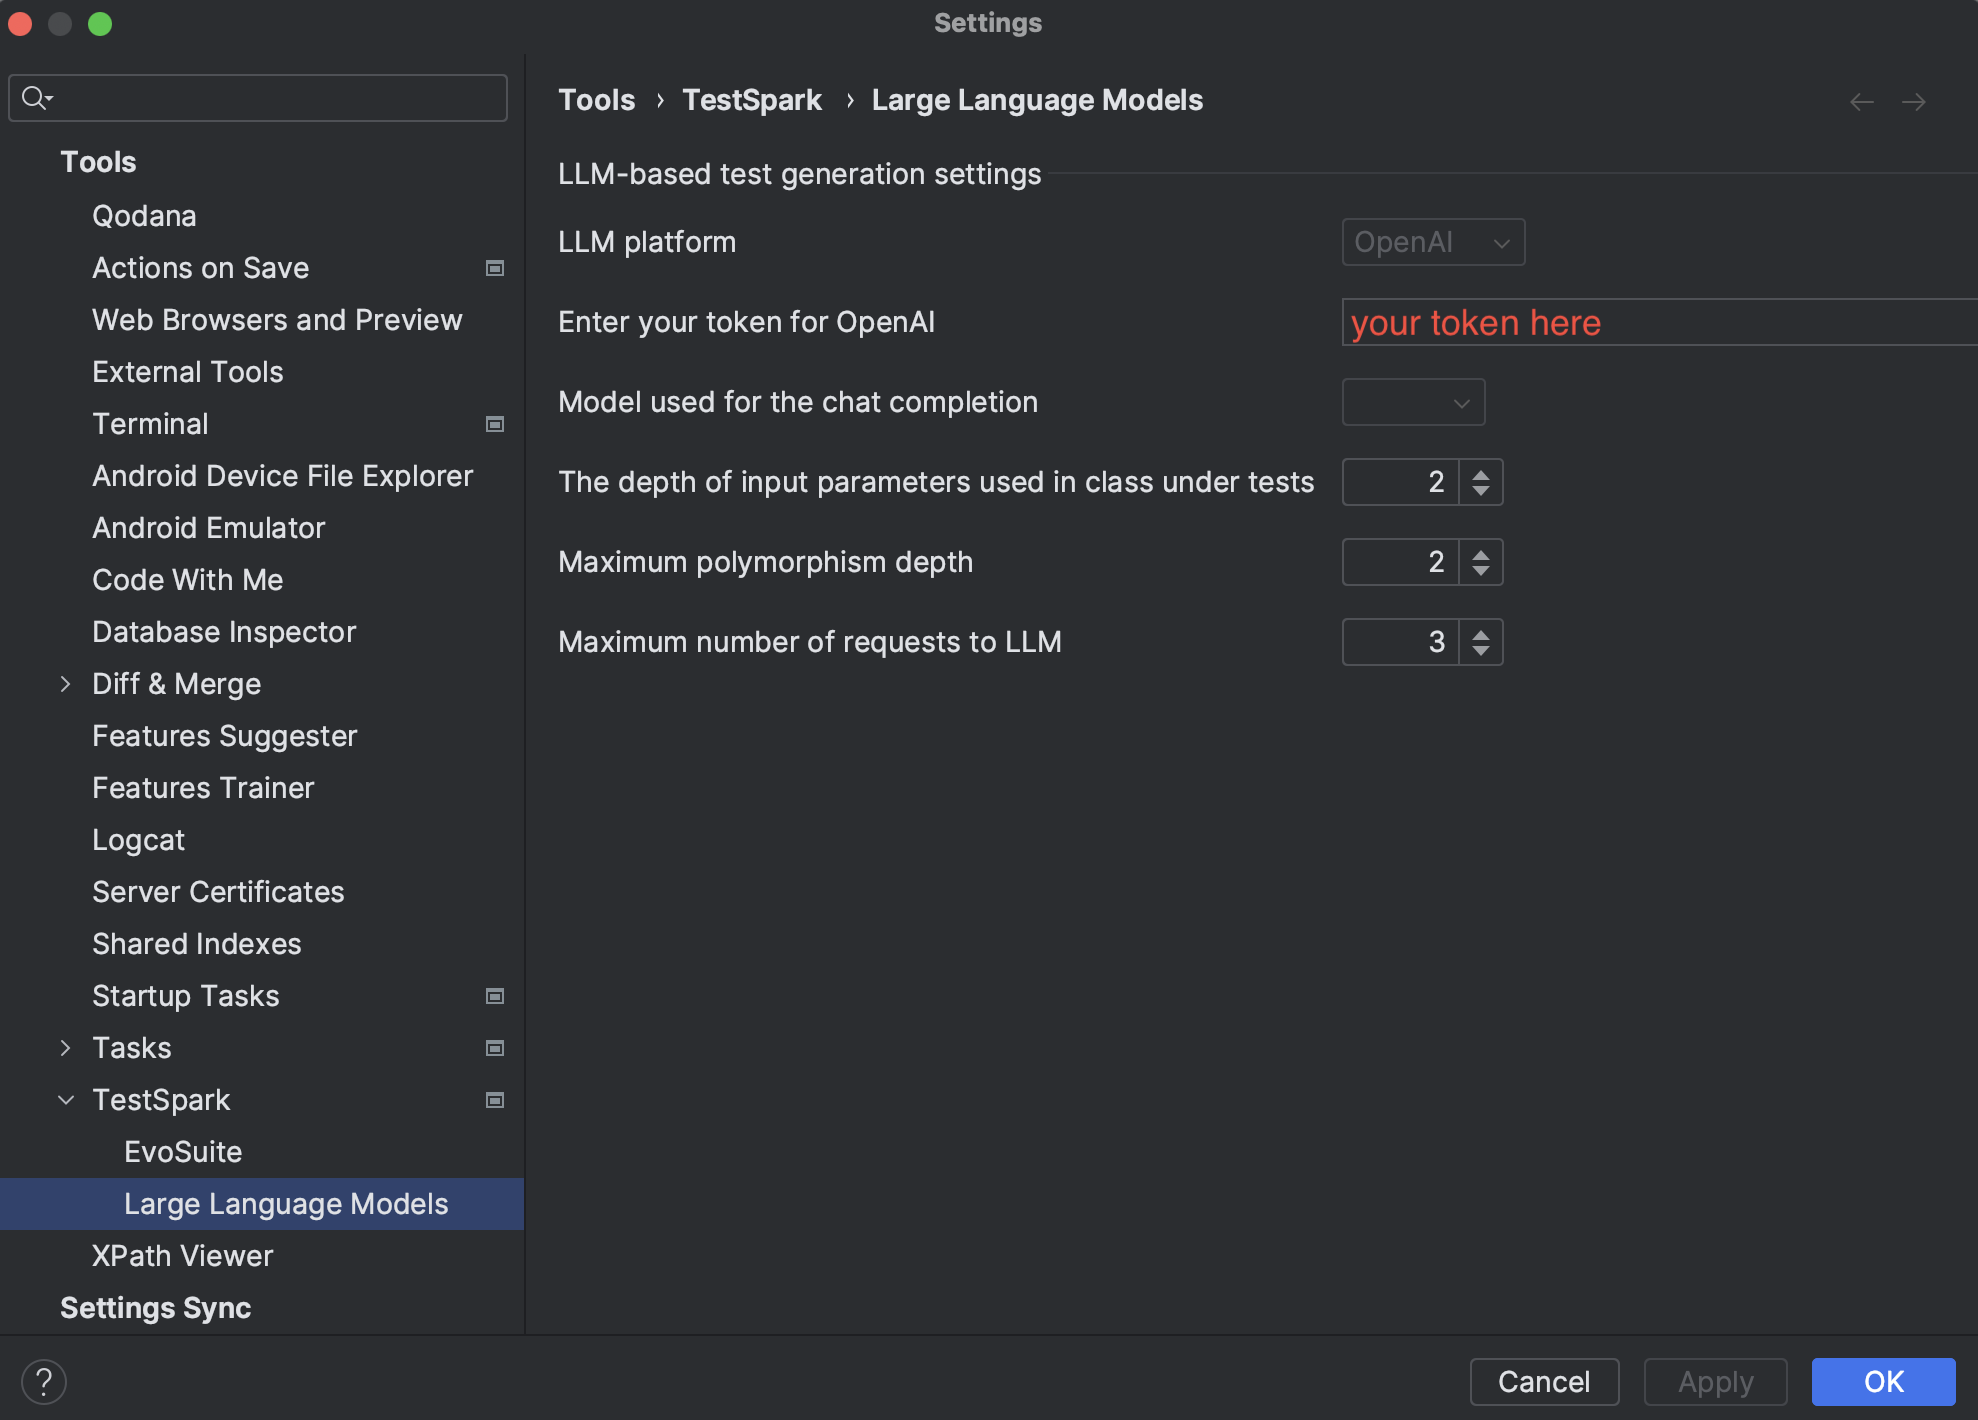 Settings
Tools
Qodana
Actions on Save
Web Browsers and Preview
External Tools
Terminal
Android Device File Explorer
Android Emulator
Code With Me
Database Inspector
Diff & Merge
Features Suggester
Features Trainer
Logcat
Server Certificates
Shared Indexes
Startup Tasks
Tasks
TestSpark
EvoSuite
Large Language Models
XPath Viewer
Settings Sync
Tools › TestSpark › Large Language Models
LLM-based test generation settings
LLM platform OpenAI
Enter your token for OpenAI your token here
Model used for the chat completion
The depth of input parameters used in class under tests 2
Maximum polymorphism depth 2
Maximum number of requests to LLM 3
? Cancel Apply OK